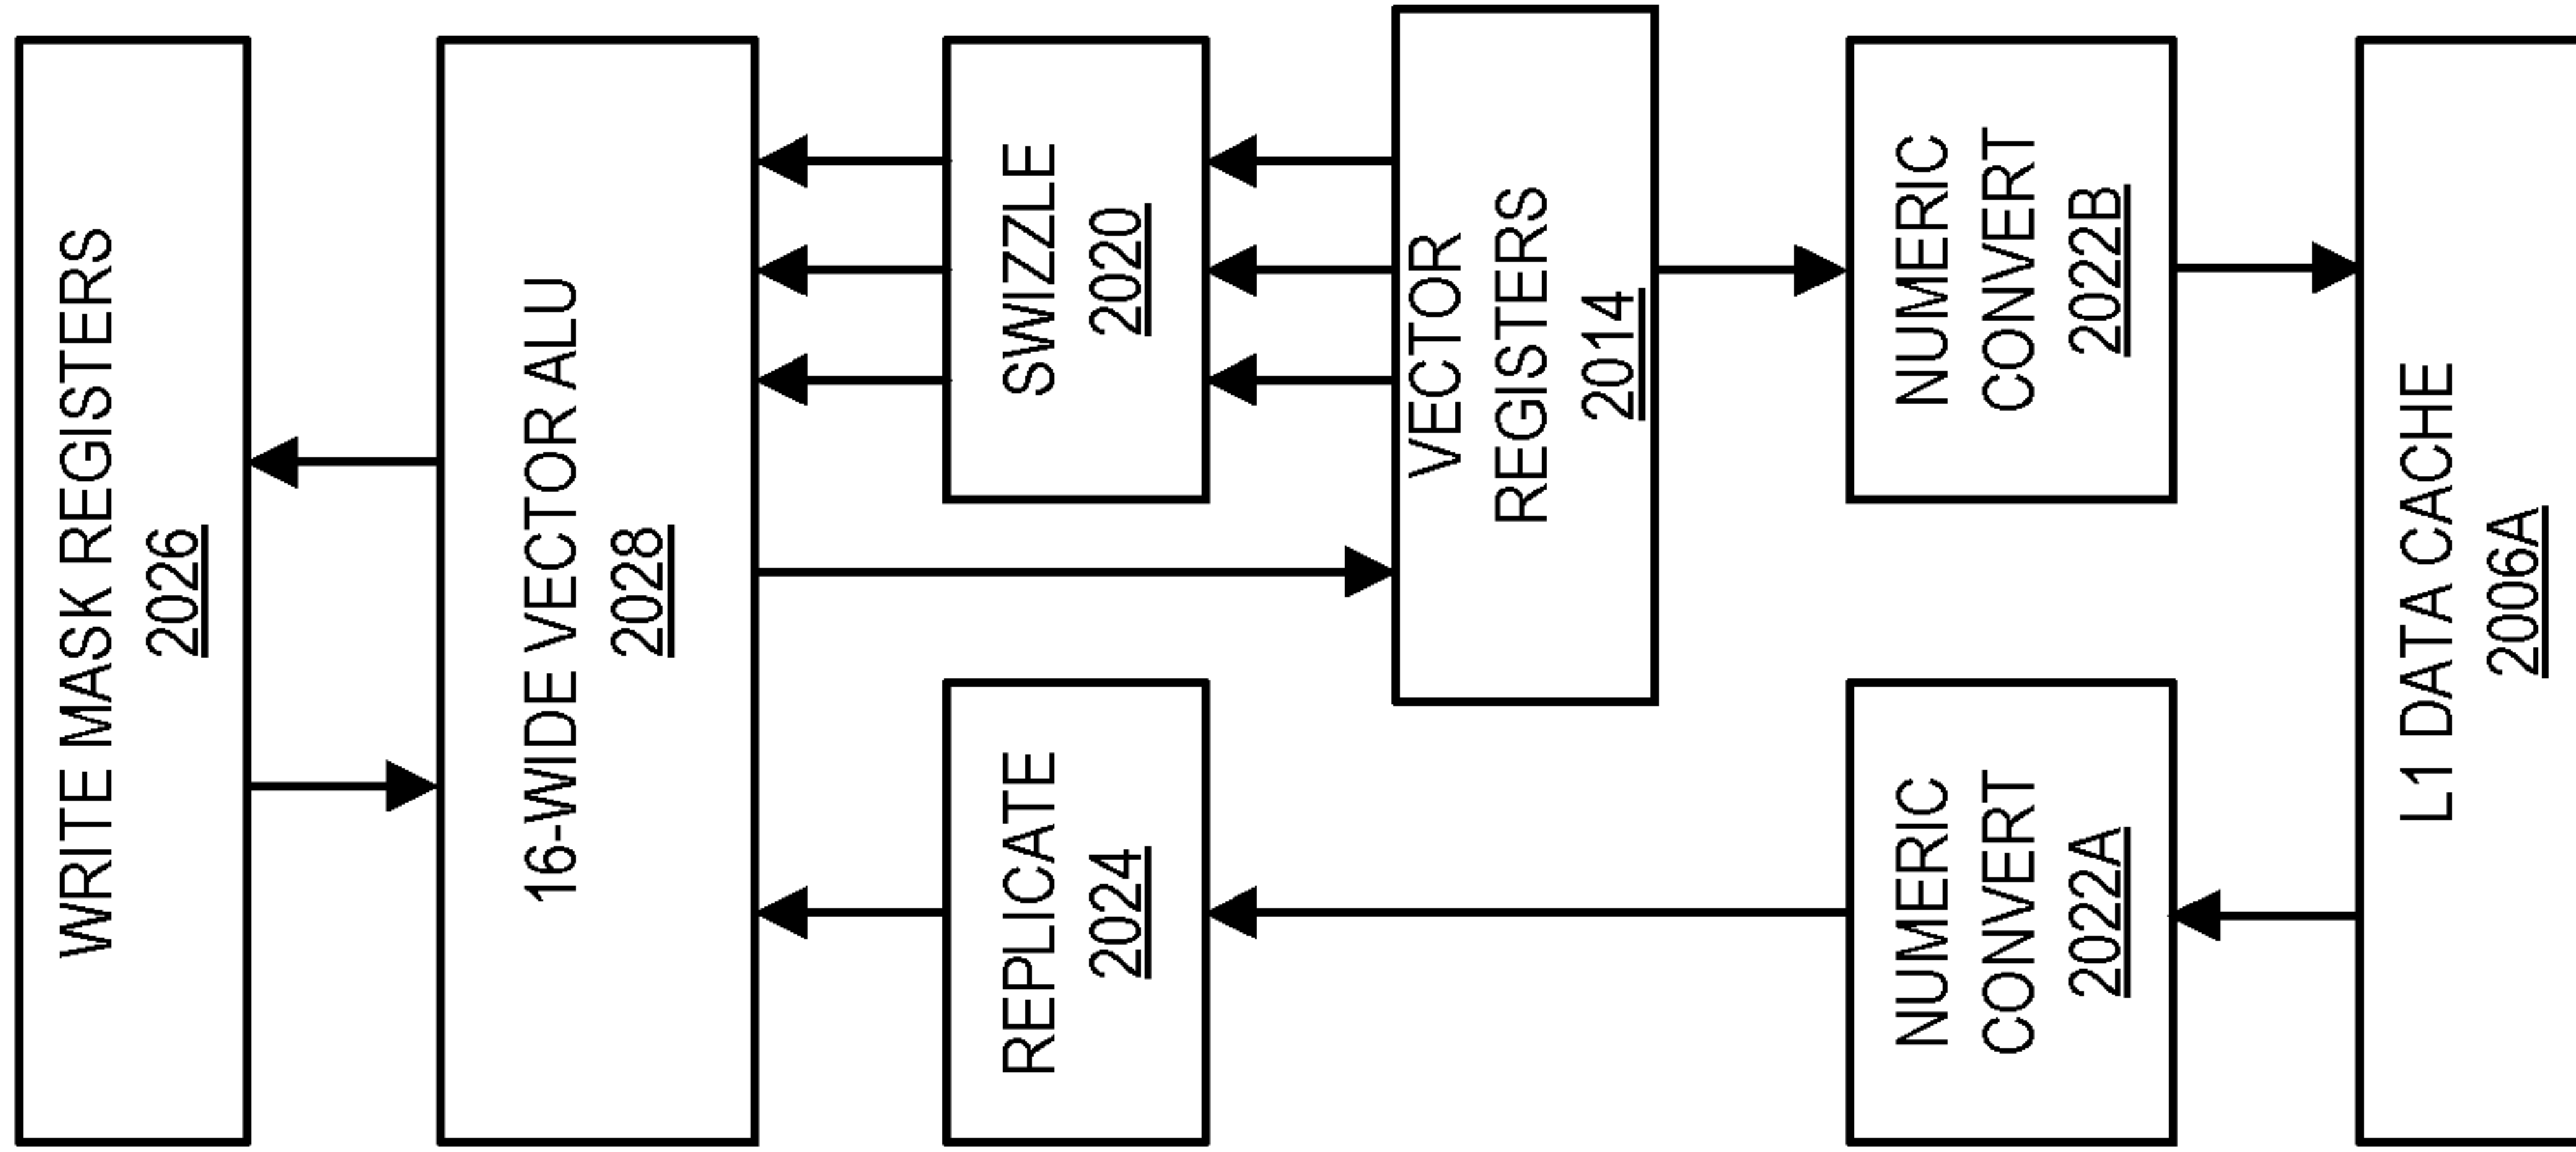 WRITE MASK REGISTERS
2026
16-WIDE VECTOR ALU
2028
REPLICATE
2024
SWIZZLE
2020
VECTOR
REGISTERS
2014
NUMERIC
CONVERT
2022A
NUMERIC
CONVERT
2022B
L1 DATA CACHE
2006A